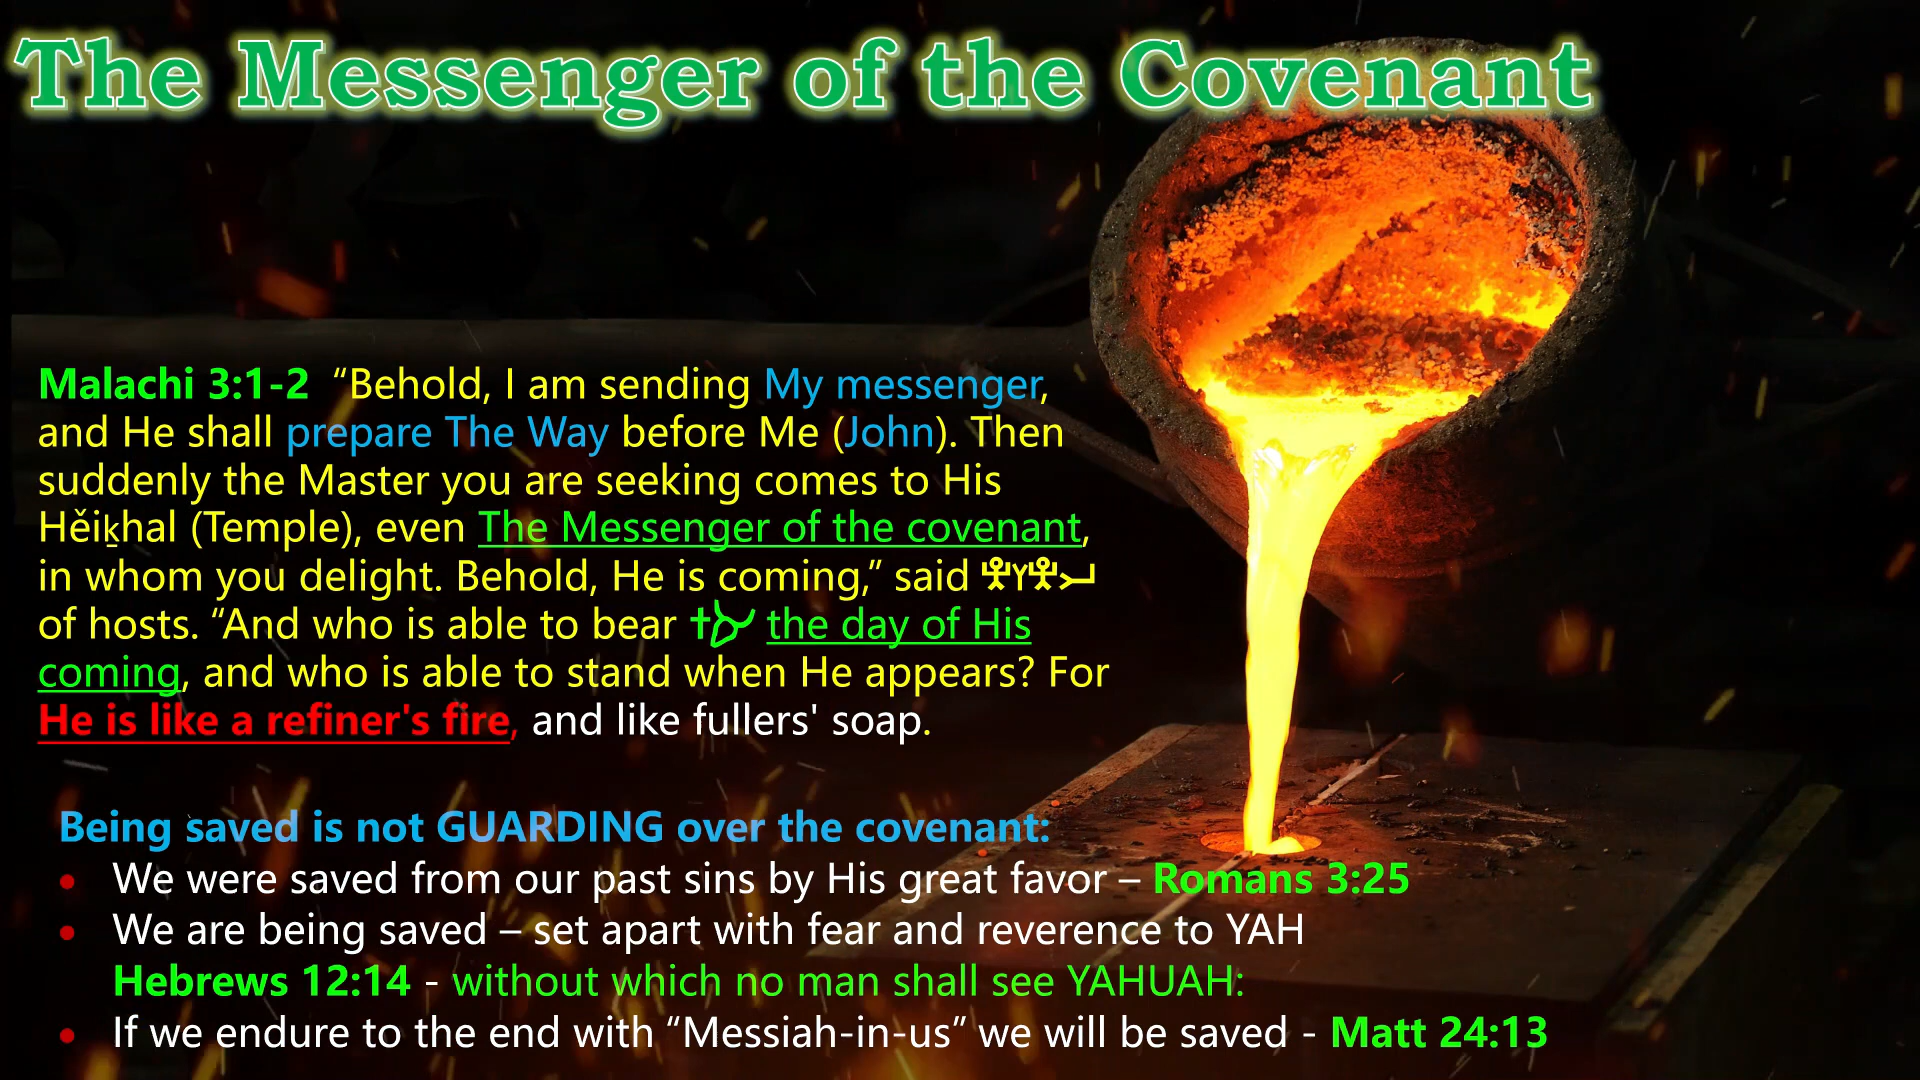 The Messenger of the Covenant
Malachi 3:1-2 “Behold, I am sending My messenger,
and He shall prepare The Way before Me (John). Then
suddenly the Master you are seeking comes to His
Hěiḵhal (Temple), even The Messenger of the covenant,
in whom you delight. Behold, He is coming,” said 𐤉𐤄𐤅𐤄
of hosts. “And who is able to bear 𐤀𐤕 the day of His
coming, and who is able to stand when He appears? For
He is like a refiner's fire, and like fullers' soap.
Being saved is not GUARDING over the covenant:
• We were saved from our past sins by His great favor – Romans 3:25
• We are being saved – set apart with fear and reverence to YAH
Hebrews 12:14 - without which no man shall see YAHUAH:
• If we endure to the end with “Messiah-in-us” we will be saved - Matt 24:13